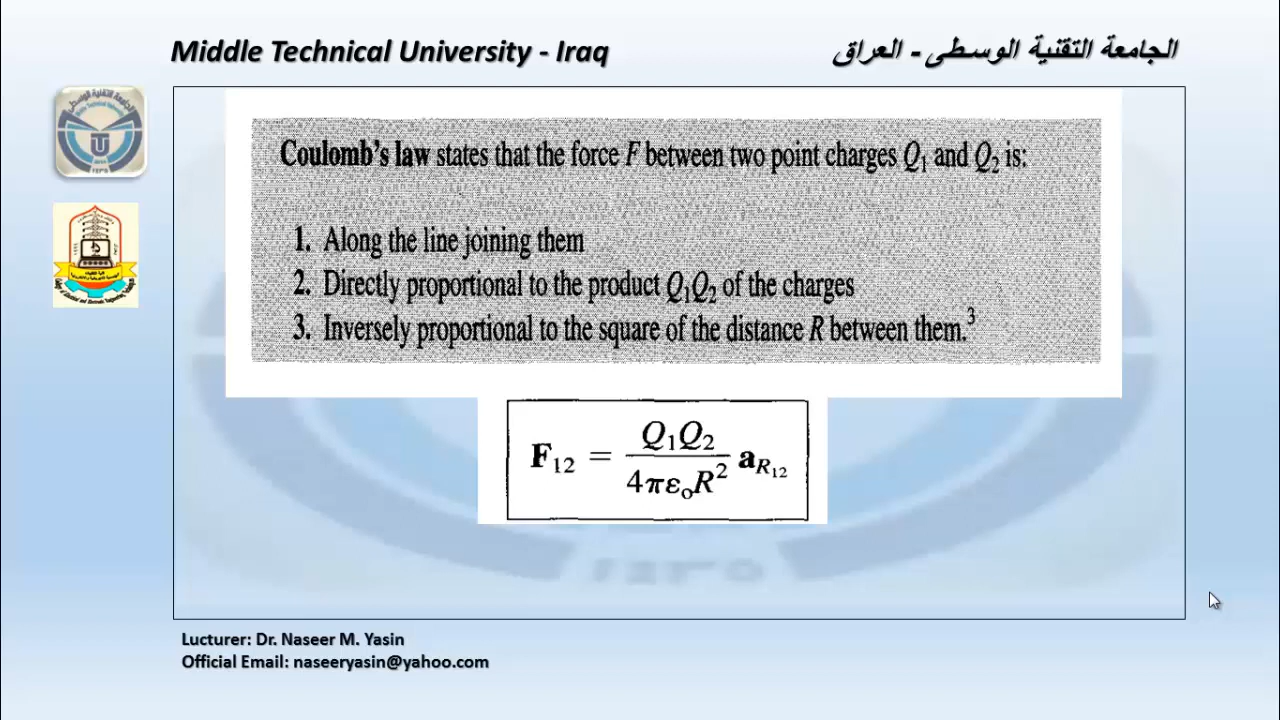 Middle Technical University - Iraq
الجامعة التقنية الوسطى - العراق
Coulomb's law states that the force F between two point charges Q₁ and Q₂ is:
1. Along the line joining them
2. Directly proportional to the product Q₁Q₂ of the charges
3. Inversely proportional to the square of the distance R between them.³
F₁₂ = Q₁Q₂ / 4πε₀R² a_R₁₂
Lucturer: Dr. Naseer M. Yasin
Official Email: naseeryasin@yahoo.com